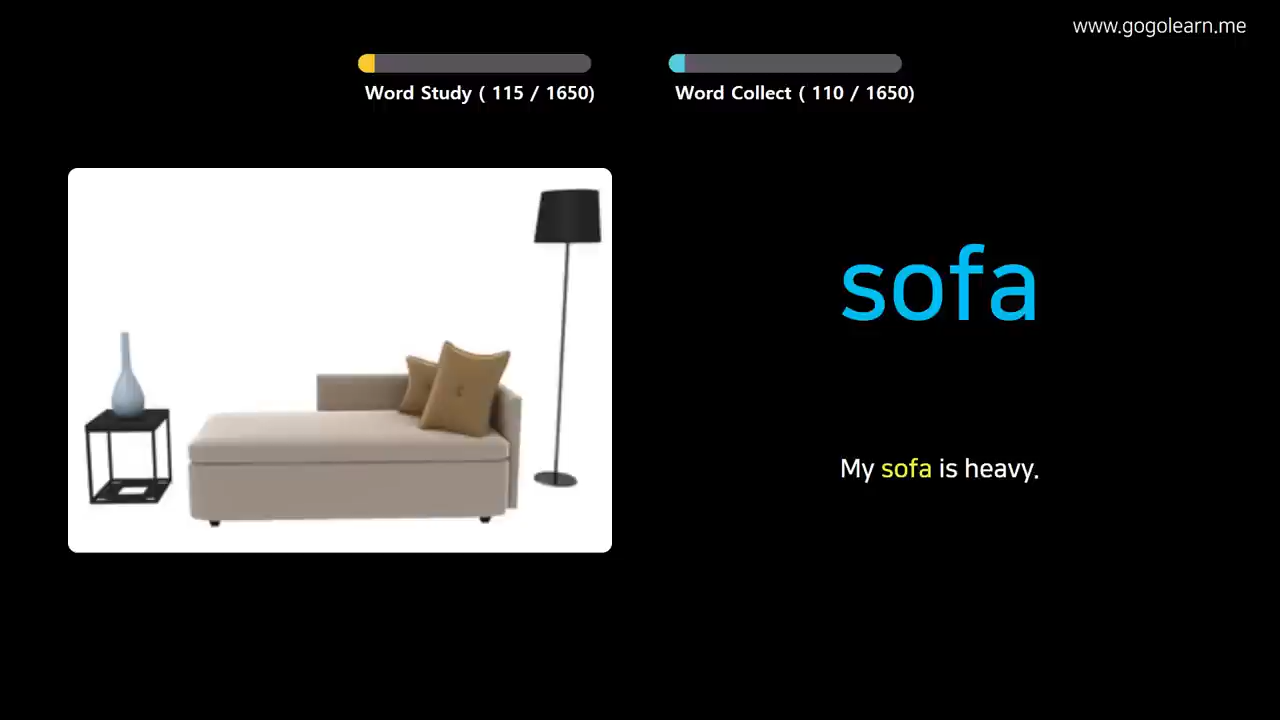 www.gogolearn.me
Word Study ( 115 / 1650)
Word Collect ( 110 / 1650)
sofa
My sofa is heavy.